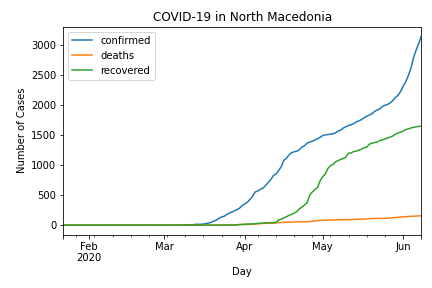 COVID-19 in North Macedonia
confirmed
deaths
recovered
Number of Cases
3000
2500
2000
1500
1000
500
0
Feb
2020
Mar
Apr
May
Jun
Day